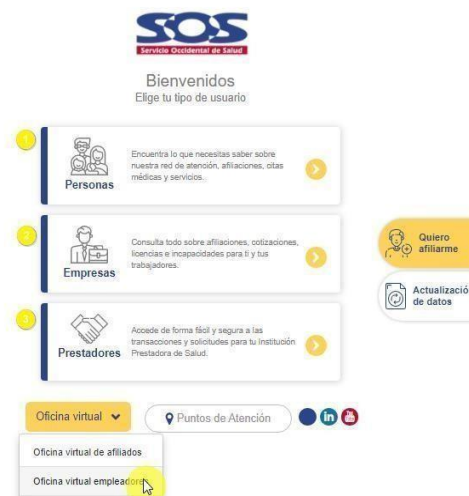 SOS
Servicio Occidental de Salud
Bienvenidos
Elige tu tipo de usuario
1
Personas
Encuentra lo que necesitas saber sobre
nuestra red de atención, afiliaciones, citas
médicas y servicios.
2
Empresas
Consulta todo sobre afiliaciones, cotizaciones,
licencias e incapacidades para ti y tus
trabajadores.
3
Prestadores
Accede de forma fácil y segura a las
transacciones y solicitudes para tu Institución
Prestadora de Salud.
Quiero
afiliarme
Actualizació
de datos
Oficina virtual
Puntos de Atención
in
Oficina virtual de afiliados
Oficina virtual empleadores